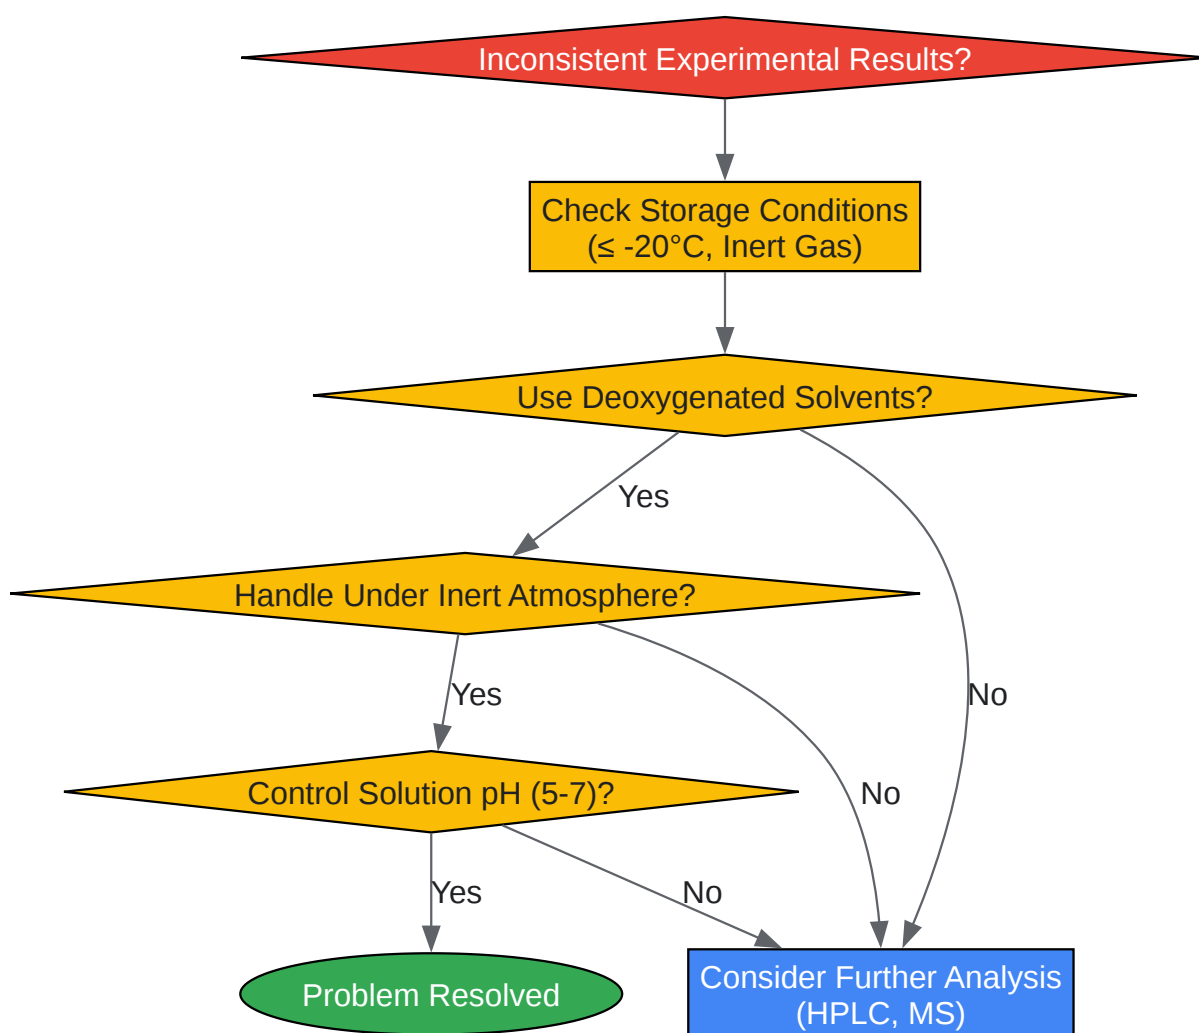 Inconsistent Experimental Results?
Check Storage Conditions
(≤ -20°C, Inert Gas)
Use Deoxygenated Solvents?
Yes
Handle Under Inert Atmosphere?
Yes
No
Control Solution pH (5-7)?
No
Yes
No
Problem Resolved
Consider Further Analysis
(HPLC, MS)